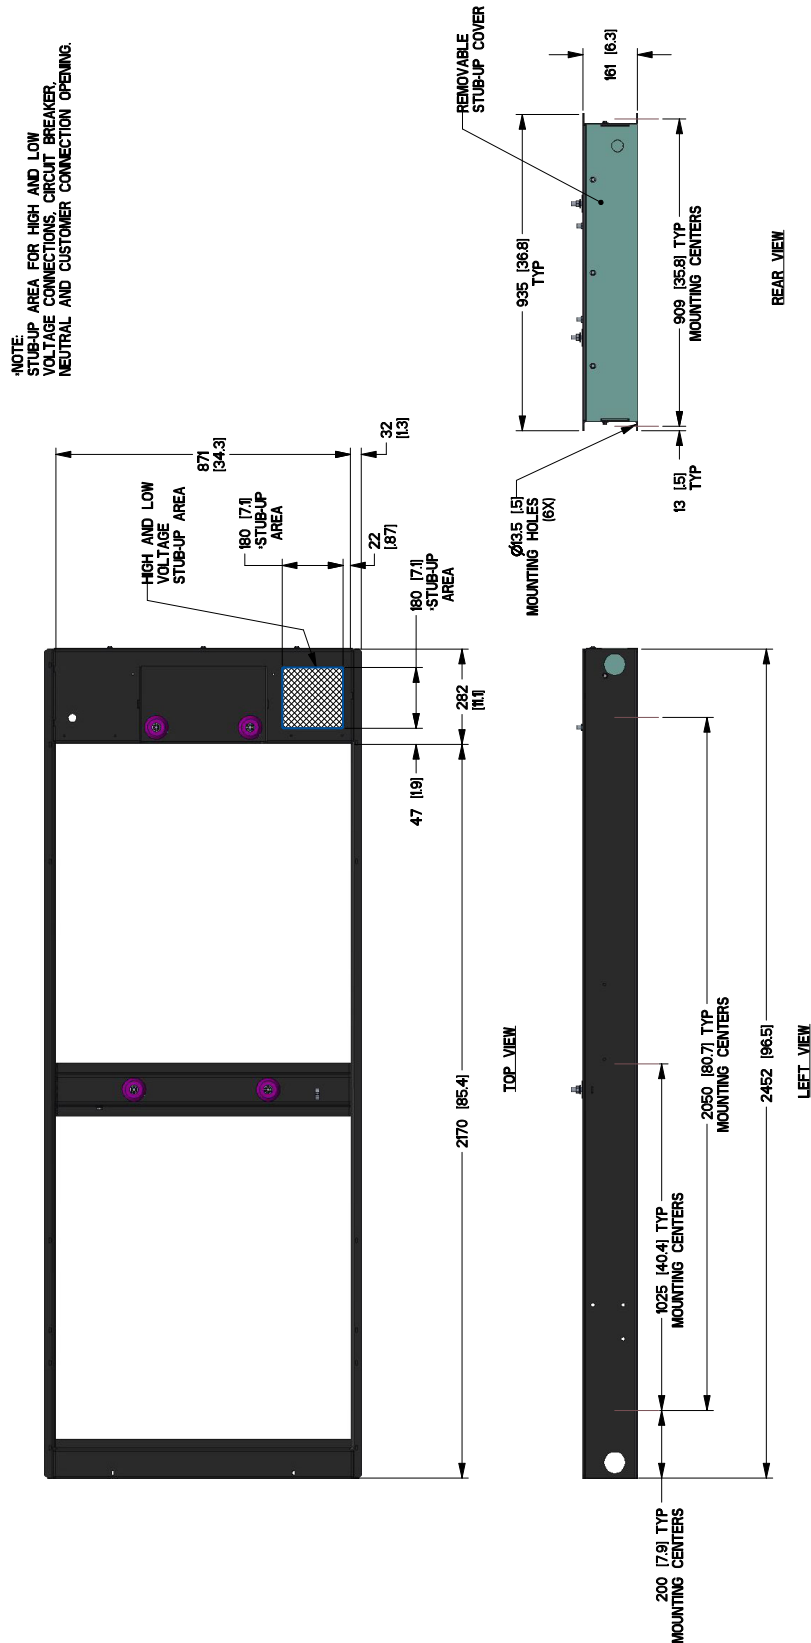 *NOTE:
STUB-UP AREA FOR HIGH AND LOW
VOLTAGE CONNECTIONS, CIRCUIT BREAKER,
NEUTRAL AND CUSTOMER CONNECTION OPENING.
871
[34.3]
32
[1.3]
HIGH AND LOW
VOLTAGE
STUB-UP AREA
180 [7.1]
*STUB-UP
AREA
22
[.87]
180 [7.1]
*STUB-UP
AREA
282
[11.1]
47 [1.9]
2170 [85.4]
TOP VIEW
REMOVABLE
STUB-UP COVER
161 [6.3]
935 [36.8]
TYP
909 [35.8] TYP
MOUNTING CENTERS
13 [.5]
TYP
Ø13.5 [.5]
MOUNTING HOLES
(6X)
REAR VIEW
200 [7.9] TYP
MOUNTING CENTERS
1025 [40.4] TYP
MOUNTING CENTERS
2050 [80.7] TYP
MOUNTING CENTERS
2452 [96.5]
LEFT VIEW